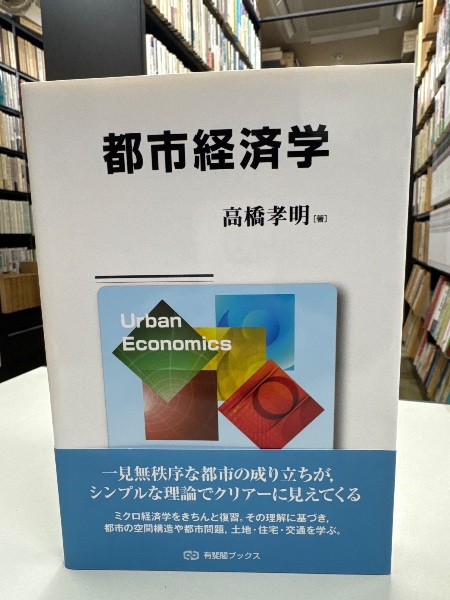 都市経済学
高橋孝明[著]
Urban
Economics
一見無秩序な都市の成り立ちが,
シンプルな理論でクリアーに見えてくる
ミクロ経済学をきちんと復習,その理解に基づき,
都市の空間構造や都市問題,土地・住宅・交通を学ぶ。
有斐閣ブックス